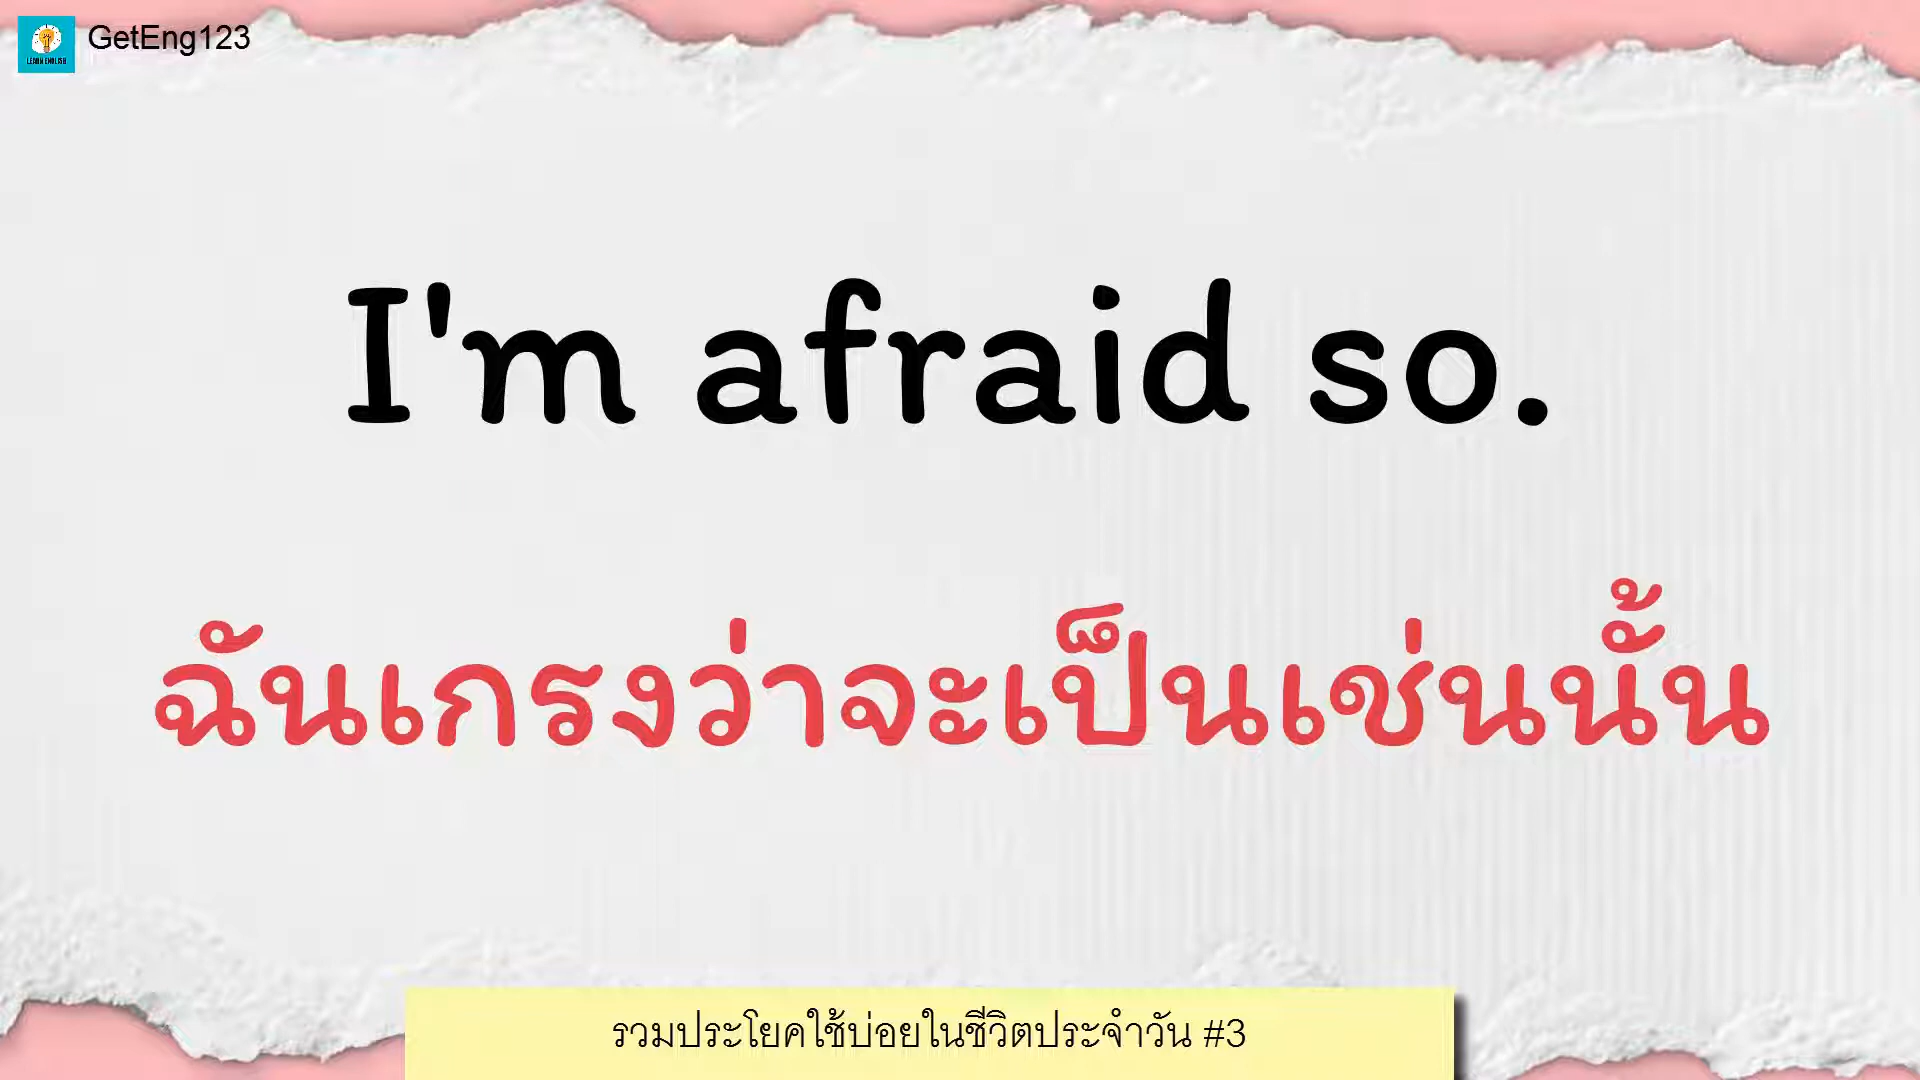 GetEng123
LEARN ENGLISH
I'm afraid so.
ฉันเกรงว่าจะเป็นเช่นนั้น
รวมประโยคใช้บ่อยในชีวิตประจำวัน #3